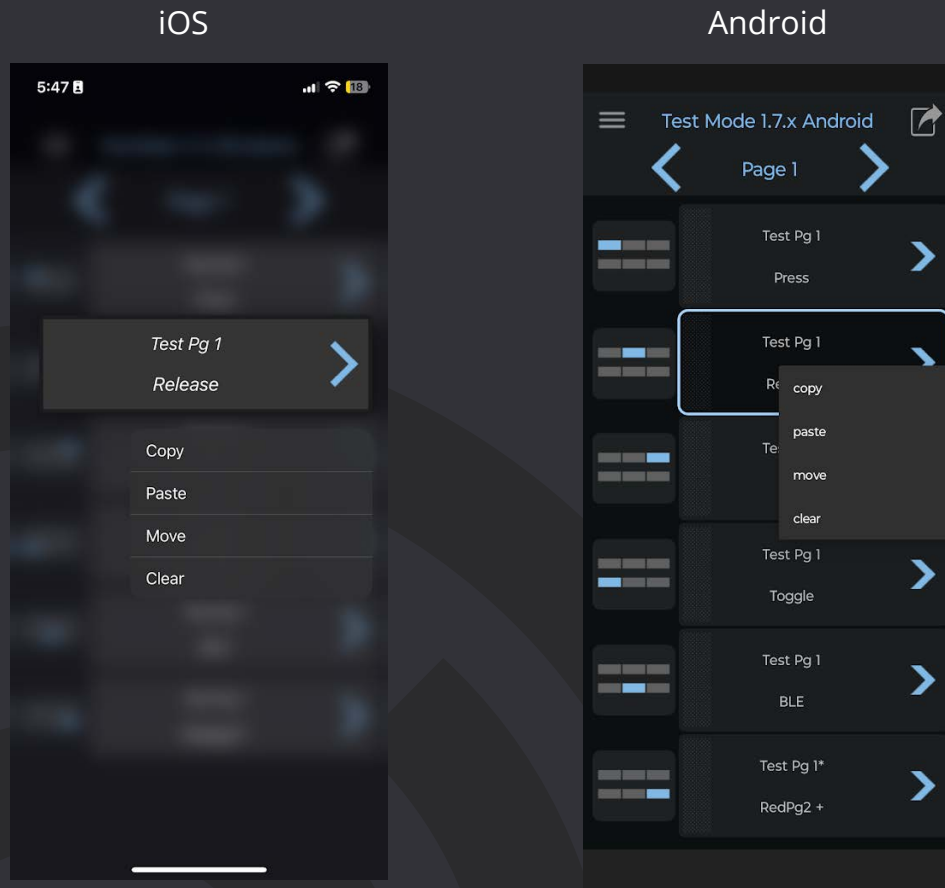 iOS
Android
5:47
18
Test Pg 1
Release
Copy
Paste
Move
Clear
Test Mode 1.7.x Android
Page 1
Test Pg 1
Press
Test Pg 1
Re
copy
paste
Te
move
clear
Test Pg 1
Toggle
Test Pg 1
BLE
Test Pg 1*
RedPg2 +